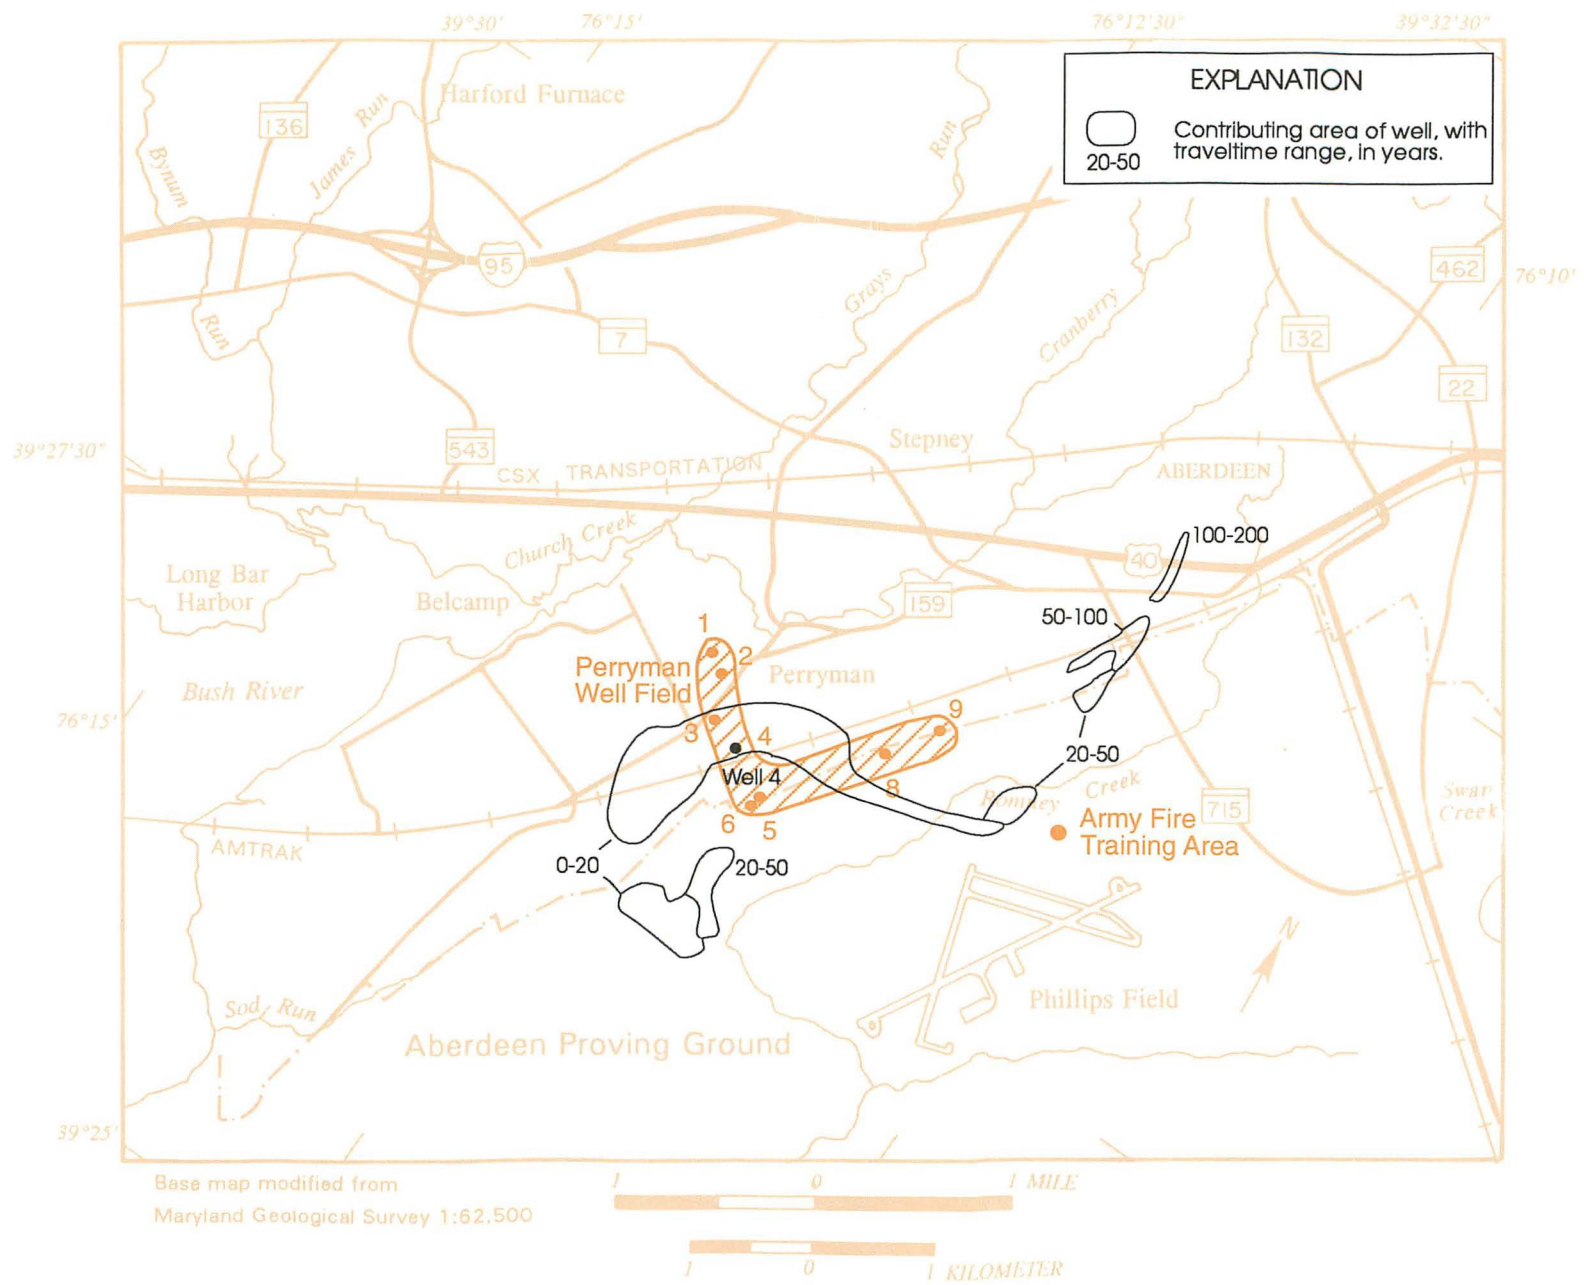 39°30'
76°15'
76°12'30"
39°32'30"
EXPLANATION
20-50
Contributing area of well, with
traveltime range, in years.
Harford Furnace
136
James Run
Bynum
Run
Run
95
Grays
Cranberry
462
76°10'
7
132
22
39°27'30"
543
CSX TRANSPORTATION
Stepney
ABERDEEN
Church Creek
100-200
40
Long Bar
Harbor
Belcamp
159
50-100
1
2
Perryman
Well Field
Perryman
Bush River
76°15'
3
4
9
Well 4
20-50
8
Romney Creek
715
Swan
Creek
6
5
Army Fire
Training Area
AMTRAK
0-20
20-50
N
Sod Run
Phillips Field
Aberdeen Proving Ground
39°25'
Base map modified from
Maryland Geological Survey 1:62,500
1 0 1 MILE
1 0 1 KILOMETER